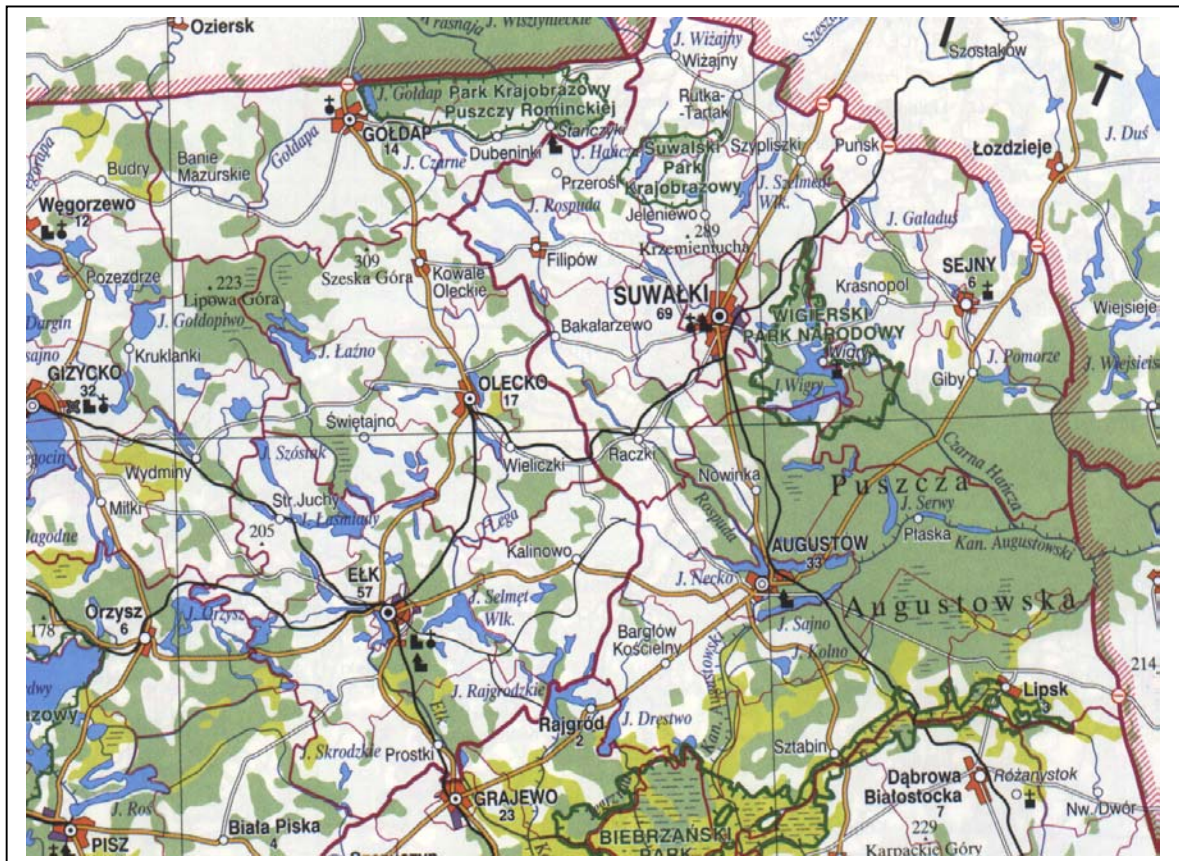 Oziersk
J. Wisztynieckie
J. Wiżajny
Wiżajny
Szostaków
J. Gołdap
Park Krajobrazowy
Puszczy Rominckiej
Rutka-
-Tartak
GOŁDAP
14
Gołdapa
Stańczyki
Dubeninki
J. Czarne
J. Hańcza
Suwalski
Park
Krajobrazowy
Szypliszki
Puńsk
J. Duś
Łozdzieje
Budry
Banie
Mazurskie
Przerośl
J. Szelment
Wlk.
Węgorzewo
12
J. Rospuda
Jeleniewo
289
Krzemieniucha
J. Gaładuś
Filipów
309
Szeska Góra
Kowale
Oleckie
SEJNY
6
Pozezdrze
223
Lipowa Góra
SUWAŁKI
69
Krasnopol
J. Gołdopiwo
Wiejsieje
Dargin
Bakałarzewo
WIGIERSKI
PARK NARODOWY
Kruklanki
J. Łaźno
Wigry
J. Pomorze
GIŻYCKO
32
OLECKO
17
J. Wigry
Giby
Świętajno
Wieliczki
Raczki
Czarna Hańcza
Wydminy
J. Szóstak
Nowinka
Puszcza
Miłki
Str. Juchy
J. Łaśmiady
Lega
Rospuda
J. Serwy
Płaska
Jagodne
205
Kalinowo
AUGUSTÓW
33
Kan. Augustowski
EŁK
57
J. Necko
Orzysz
6
J. Orzysz
J. Selmęt
Wlk.
Augustowska
178
Bargłów
Kościelny
J. Sajno
J. Kolno
Kan. Augustowski
214
J. Rajgrodzkie
Lipsk
3
Ełk
Rajgród
2
J. Drestwo
J. Skrodzkie
Prostki
Sztabin
Dąbrowa
Białostocka
7
Różanystok
J. Roś
GRAJEWO
23
Nw. Dwór
PISZ
Biała Piska
4
BIEBRZAŃSKI
PARK
229
Karpackie Góry